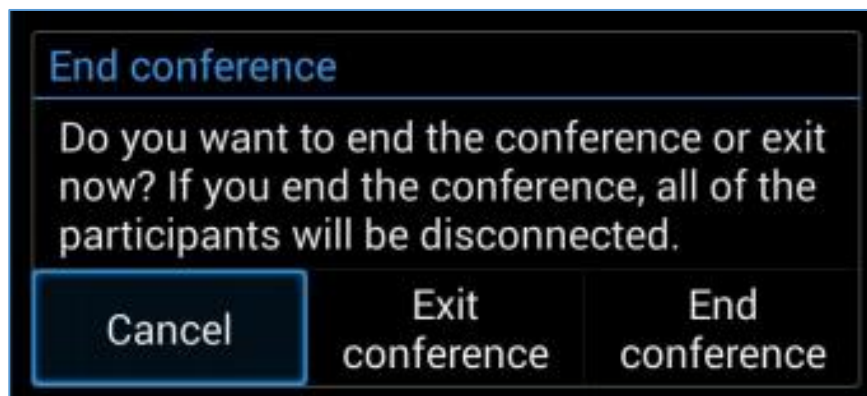 End conference
Do you want to end the conference or exit
now? If you end the conference, all of the
participants will be disconnected.
Cancel
Exit
conference
End
conference